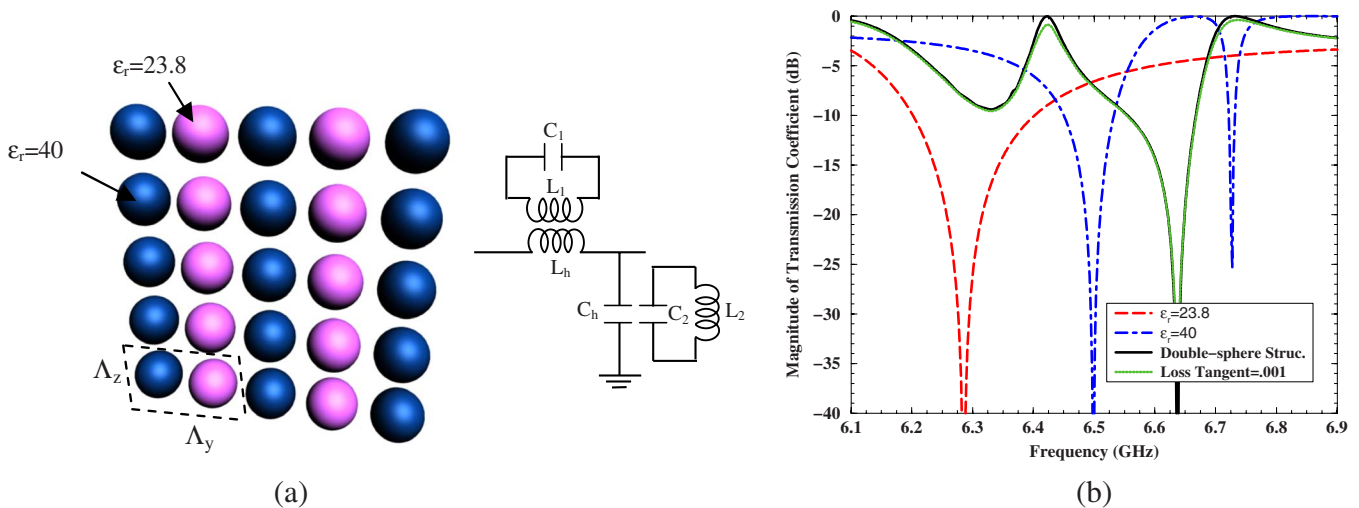 εr=23.8
εr=40
Λz
Λy
C1
L1
Lh
Ch
C2
L2
(a)
Magnitude of Transmission Coefficient (dB)
0
−5
−10
−15
−20
−25
−30
−35
−40
6.1 6.2 6.3 6.4 6.5 6.6 6.7 6.8 6.9
Frequency (GHz)
εr=23.8
εr=40
Double-sphere Struc.
Loss Tangent=.001
(b)